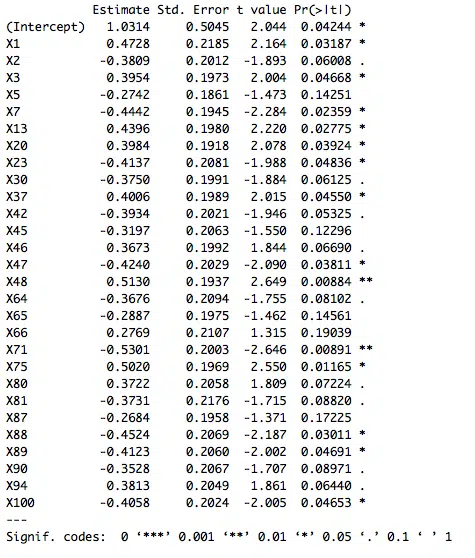 Estimate Std. Error t value Pr(>|t|)
(Intercept)  1.0314     0.5045   2.044  0.04244 *
X1           0.4728     0.2185   2.164  0.03187 *
X2          -0.3809     0.2012  -1.893  0.06008 .
X3           0.3954     0.1973   2.004  0.04668 *
X5          -0.2742     0.1861  -1.473  0.14251
X7          -0.4442     0.1945  -2.284  0.02359 *
X13          0.4396     0.1980   2.220  0.02775 *
X20          0.3984     0.1918   2.078  0.03924 *
X23         -0.4137     0.2081  -1.988  0.04836 *
X30         -0.3750     0.1991  -1.884  0.06125 .
X37          0.4006     0.1989   2.015  0.04550 *
X42         -0.3934     0.2021  -1.946  0.05325 .
X45         -0.3197     0.2063  -1.550  0.12296
X46          0.3673     0.1992   1.844  0.06690 .
X47         -0.4240     0.2029  -2.090  0.03811 *
X48          0.5130     0.1937   2.649  0.00884 **
X64         -0.3676     0.2094  -1.755  0.08102 .
X65         -0.2887     0.1975  -1.462  0.14561
X66          0.2769     0.2107   1.315  0.19039
X71         -0.5301     0.2003  -2.646  0.00891 **
X75          0.5020     0.1969   2.550  0.01165 *
X80          0.3722     0.2058   1.809  0.07224 .
X81         -0.3731     0.2176  -1.715  0.08820 .
X87         -0.2684     0.1958  -1.371  0.17225
X88         -0.4524     0.2069  -2.187  0.03011 *
X89         -0.4123     0.2060  -2.002  0.04691 *
X90         -0.3528     0.2067  -1.707  0.08971 .
X94          0.3813     0.2049   1.861  0.06440 .
X100        -0.4058     0.2024  -2.005  0.04653 *
---
Signif. codes:  0 ‘***’ 0.001 ‘**’ 0.01 ‘*’ 0.05 ‘.’ 0.1 ‘ ’ 1